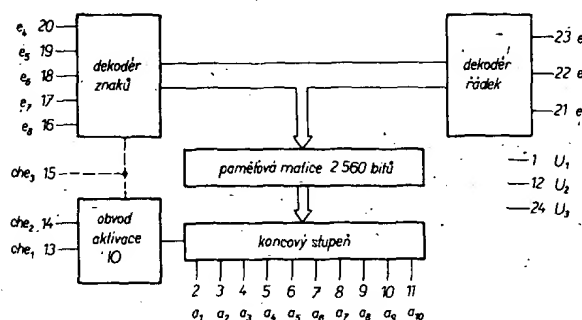 e₄ 20
e₅ 19
e₆ 18
e₇ 17
e₈ 16
dekodér
znaků
dekodér
řádek
23 e
22 e
21 e
paměťová matice 2 560 bitů
che₃ 15
che₂ 14
che₁ 13
obvod
aktivace
IO
koncový stupeň
1 U₁
12 U₂
24 U₃
2 3 4 5 6 7 8 9 10 11
a₁ a₂ a₃ a₄ a₅ a₆ a₇ a₈ a₉ a₁₀